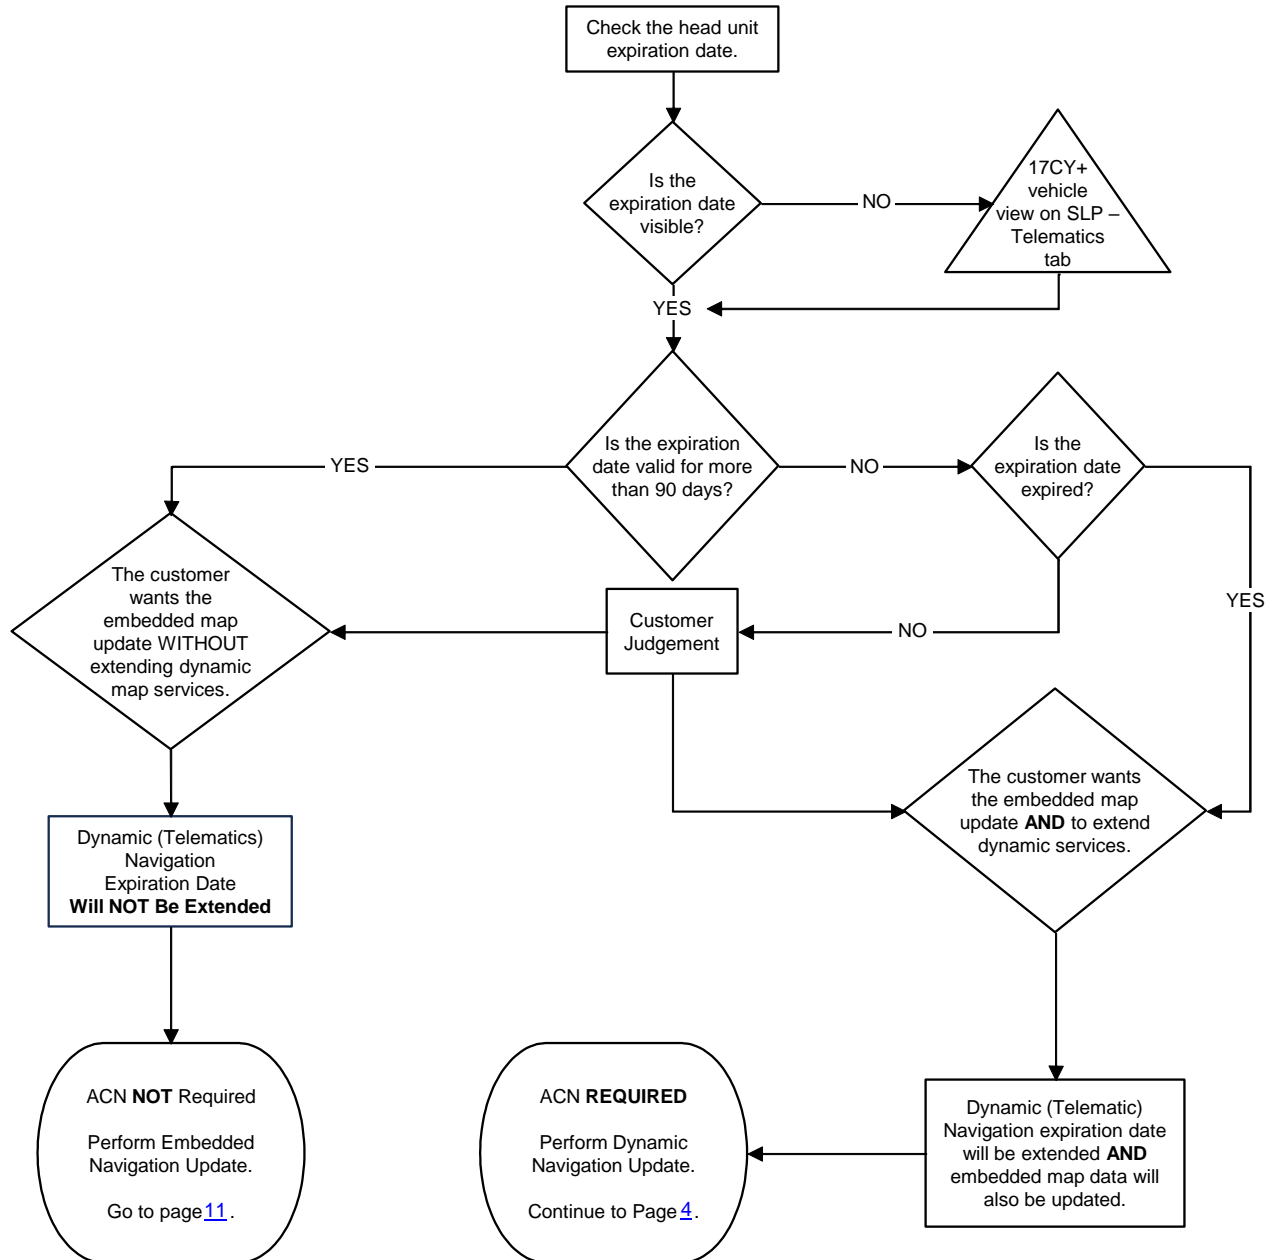 Check the head unit
expiration date.
Is the
expiration date
visible?
NO
17CY+
vehicle
view on SLP –
Telematics
tab
YES
Is the expiration
date valid for more
than 90 days?
YES
NO
Is the
expiration date
expired?
YES
NO
Customer
Judgement
The customer
wants the
embedded map
update WITHOUT
extending dynamic
map services.
The customer wants
the embedded map
update AND to extend
dynamic services.
Dynamic (Telematics)
Navigation
Expiration Date
Will NOT Be Extended
ACN NOT Required
Perform Embedded
Navigation Update.
Go to page 11.
ACN REQUIRED
Perform Dynamic
Navigation Update.
Continue to Page 4.
Dynamic (Telematic)
Navigation expiration date
will be extended AND
embedded map data will
also be updated.